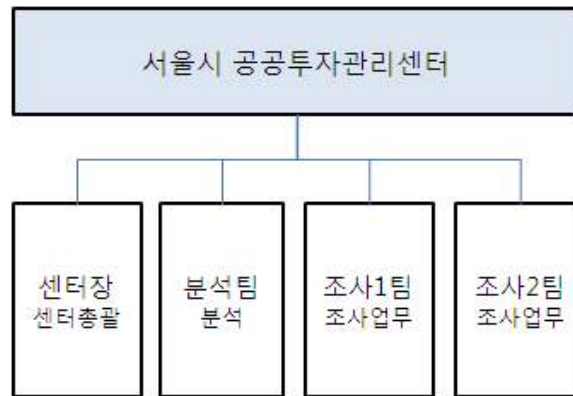 서울시 공공투자관리센터
센터장
센터총괄
분석팀
분석
조사1팀
조사업무
조사2팀
조사업무